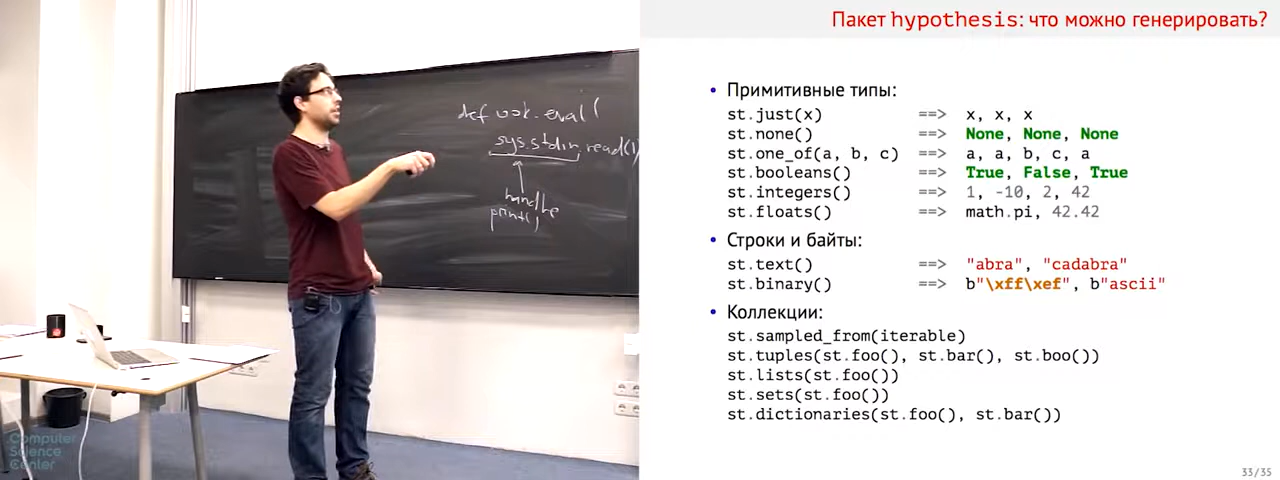 def ook_eval(
sys.stdin.read(1)
handle
print()
Computer
Science
Center
Пакет hypothesis: что можно генерировать?
• Примитивные типы:
st.just(x) ==> x, x, x
st.none() ==> None, None, None
st.one_of(a, b, c) ==> a, a, b, c, a
st.booleans() ==> True, False, True
st.integers() ==> 1, -10, 2, 42
st.floats() ==> math.pi, 42.42
• Строки и байты:
st.text() ==> "abra", "cadabra"
st.binary() ==> b"\xff\xef", b"ascii"
• Коллекции:
st.sampled_from(iterable)
st.tuples(st.foo(), st.bar(), st.boo())
st.lists(st.foo())
st.sets(st.foo())
st.dictionaries(st.foo(), st.bar())
33/35